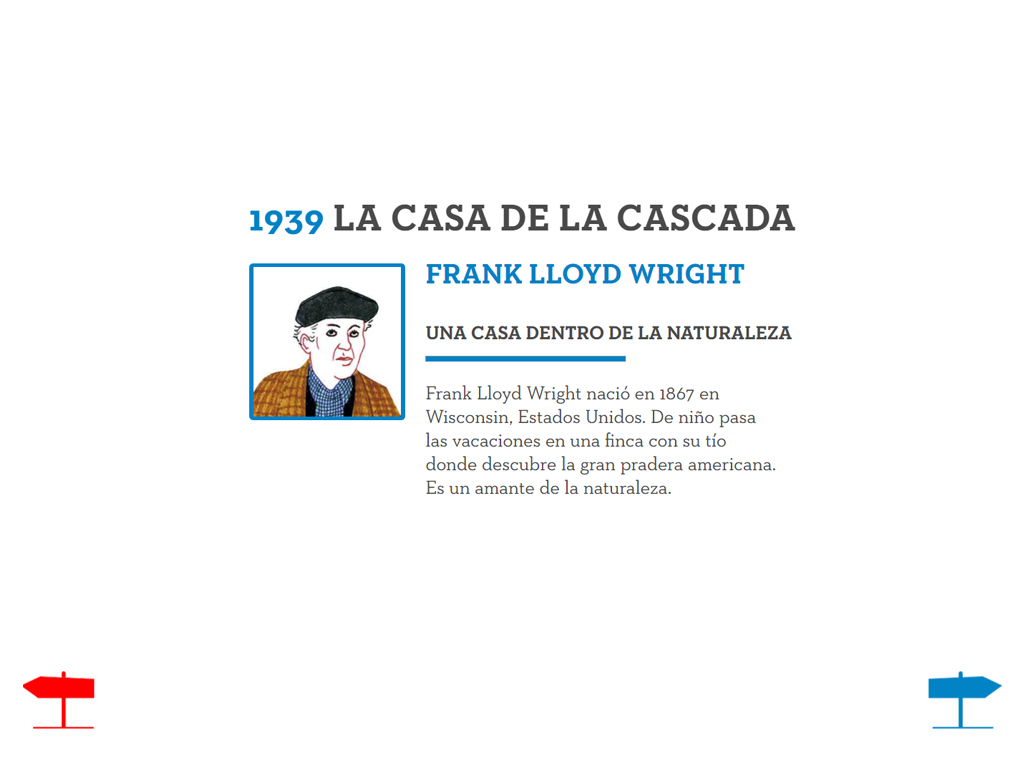 1939 LA CASA DE LA CASCADA
FRANK LLOYD WRIGHT
UNA CASA DENTRO DE LA NATURALEZA
Frank Lloyd Wright nació en 1867 en
Wisconsin, Estados Unidos. De niño pasa
las vacaciones en una finca con su tío
donde descubre la gran pradera americana.
Es un amante de la naturaleza.